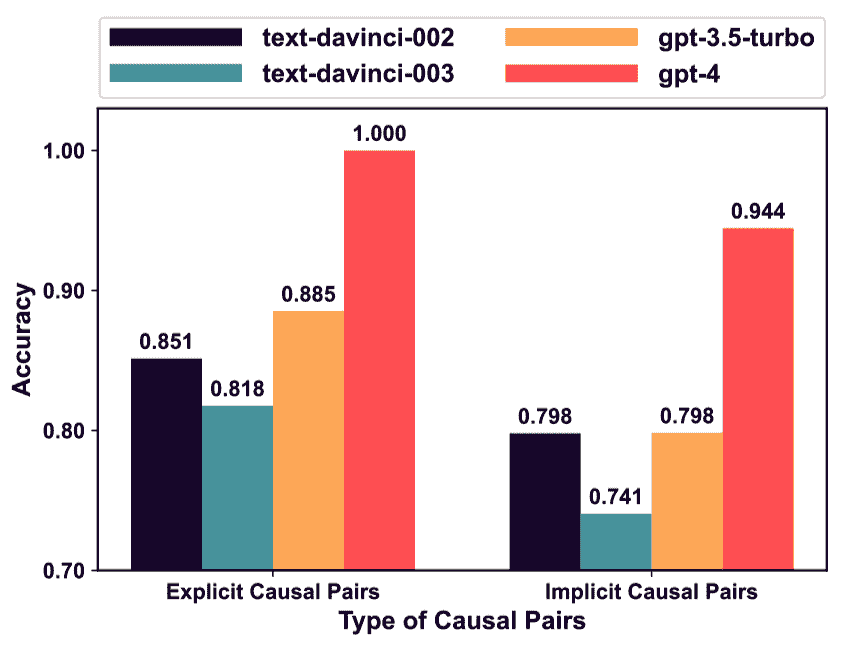 text-davinci-002 gpt-3.5-turbo
text-davinci-003 gpt-4
1.000
1.00
0.944
0.90
0.885
0.851
0.818
0.80
0.798 0.798
0.741
0.70
Accuracy
Explicit Causal Pairs Implicit Causal Pairs
Type of Causal Pairs